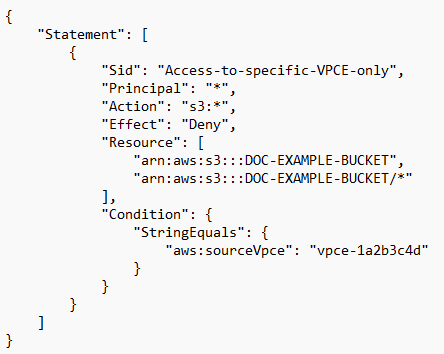 {
    "Statement": [
        {
            "Sid": "Access-to-specific-VPCE-only",
            "Principal": "*",
            "Action": "s3:*",
            "Effect": "Deny",
            "Resource": [
                "arn:aws:s3:::DOC-EXAMPLE-BUCKET",
                "arn:aws:s3:::DOC-EXAMPLE-BUCKET/*"
            ],
            "Condition": {
                "StringEquals": {
                    "aws:sourceVpce": "vpce-1a2b3c4d"
                }
            }
        }
    ]
}